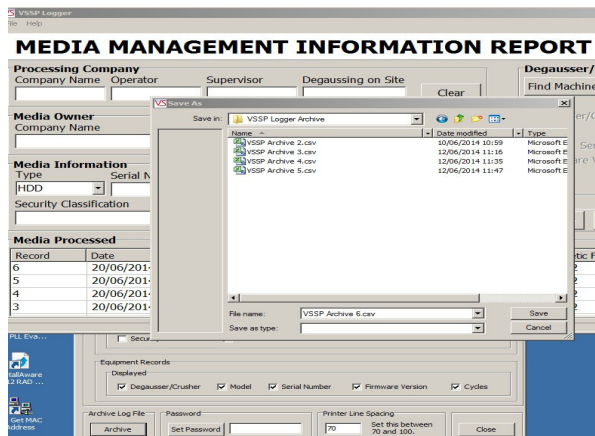 VSSP Logger
File Help
MEDIA MANAGEMENT INFORMATION REPORT
Processing Company
Degausser/
Company Name Operator Supervisor Degaussing on Site
Clear
Find Machine
Save As
Media Owner
Company Name
Save in: VSSP Logger Archive
Name Date modified Type
VSSP Archive 2.csv 10/06/2014 10:59 Microsoft E
VSSP Archive 3.csv 12/06/2014 11:16 Microsoft E
VSSP Archive 4.csv 12/06/2014 11:35 Microsoft E
VSSP Archive 5.csv 12/06/2014 11:47 Microsoft E
Media Information
Type Serial N
HDD
Security Classification
Media Processed
Record Date
6 20/06/201
5 20/06/201
4 20/06/201
3 20/06/201
File name: VSSP Archive 6.csv Save
Save as type: Cancel
PLL Eva...
Equipment Records
Displayed
Degausser/Crusher Model Serial Number Firmware Version Cycles
tallAware
12 RAD ...
Get MAC
Address
Archive Log File Password Printer Line Spacing
Archive Set Password 70 Set this between
70 and 100. Close